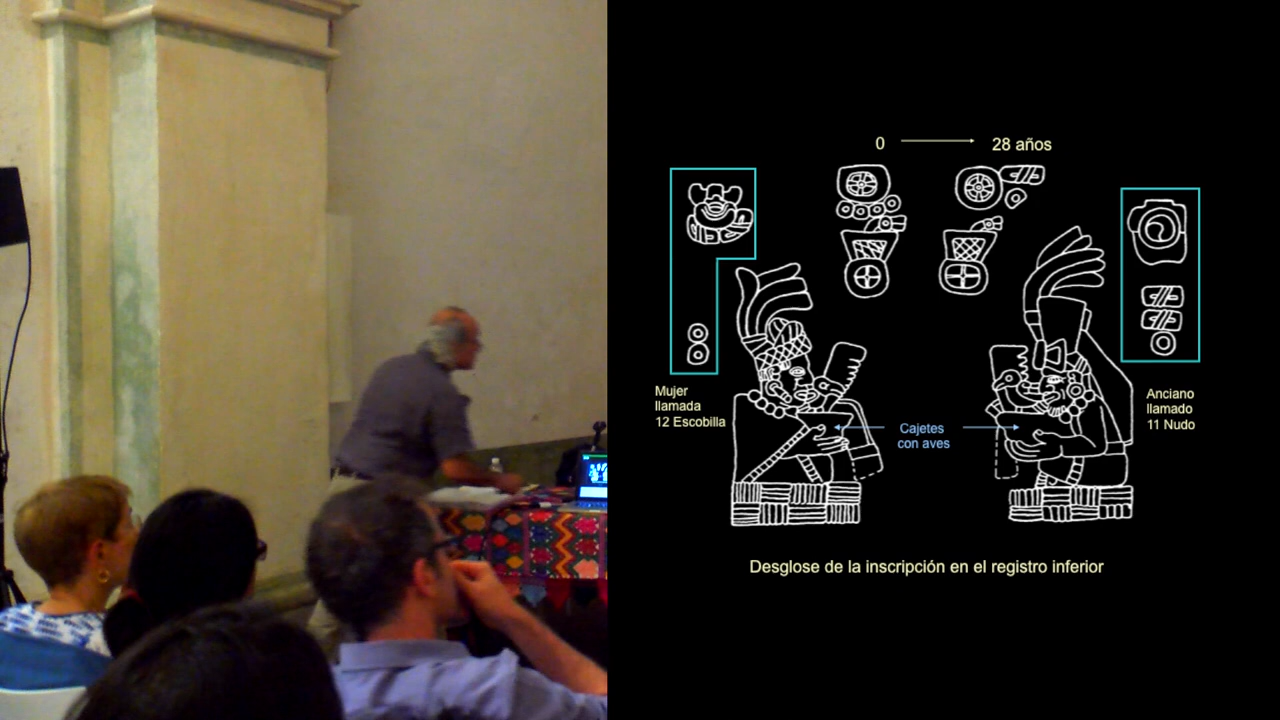 0
28 años
Mujer
llamada
12 Escobilla
Cajetes
con aves
Anciano
llamado
11 Nudo
Desglose de la inscripción en el registro inferior